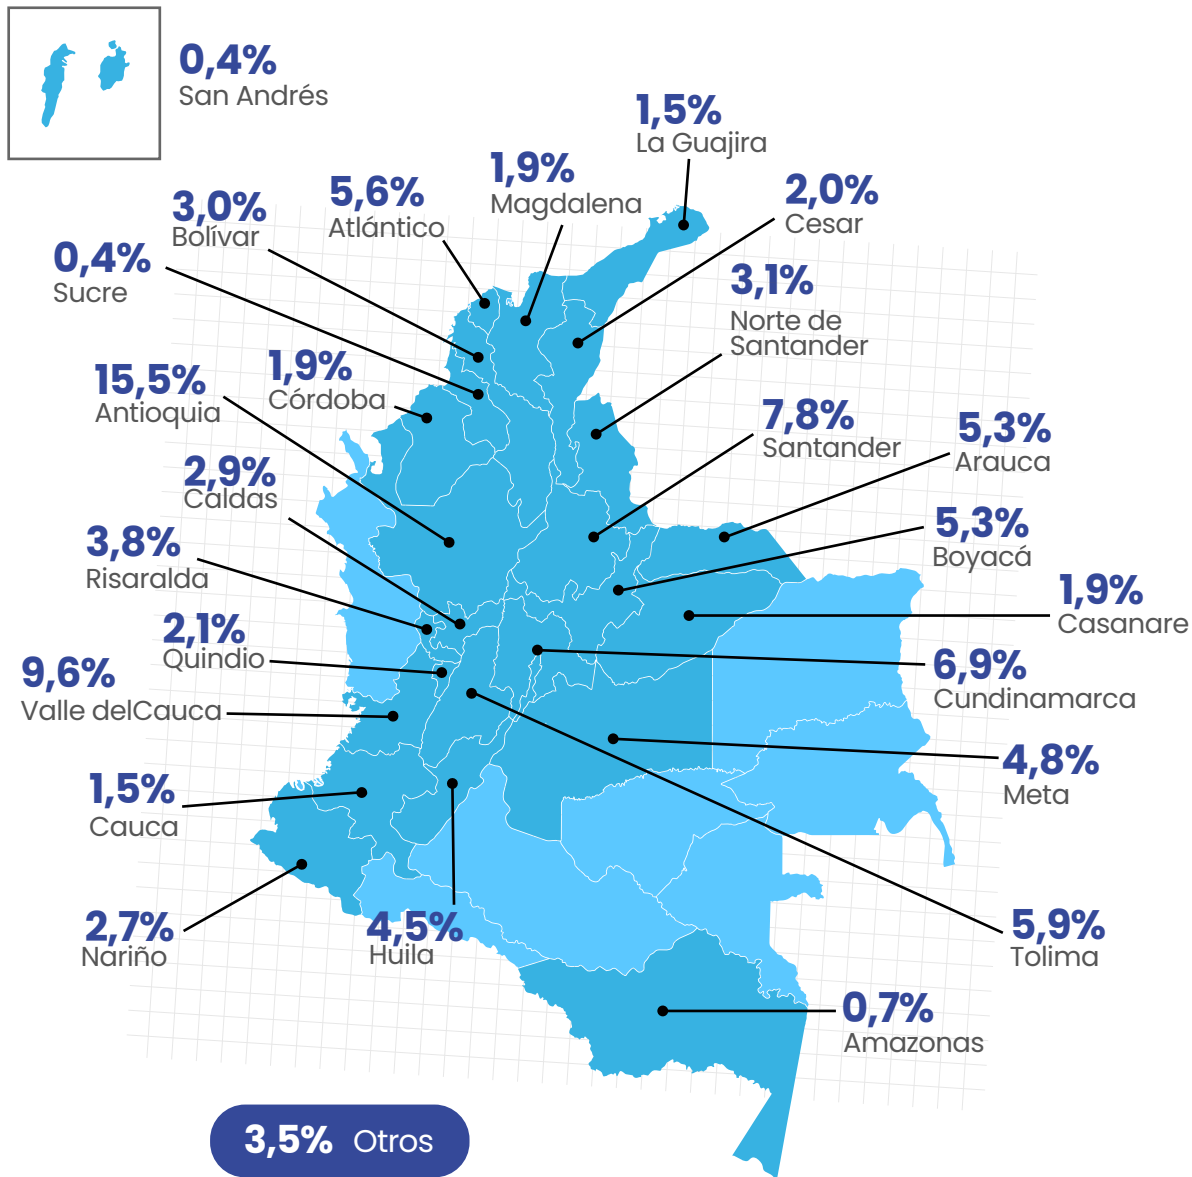 0,4%
San Andrés
1,5%
La Guajira
1,9%
Magdalena
5,6%
Atlántico
2,0%
Cesar
3,0%
Bolívar
0,4%
Sucre
3,1%
Norte de
Santander
1,9%
Córdoba
15,5%
Antioquia
7,8%
Santander
5,3%
Arauca
2,9%
Caldas
5,3%
Boyacá
3,8%
Risaralda
1,9%
Casanare
2,1%
Quindio
9,6%
Valle delCauca
6,9%
Cundinamarca
4,8%
Meta
1,5%
Cauca
2,7%
Nariño
4,5%
Huila
5,9%
Tolima
0,7%
Amazonas
3,5% Otros